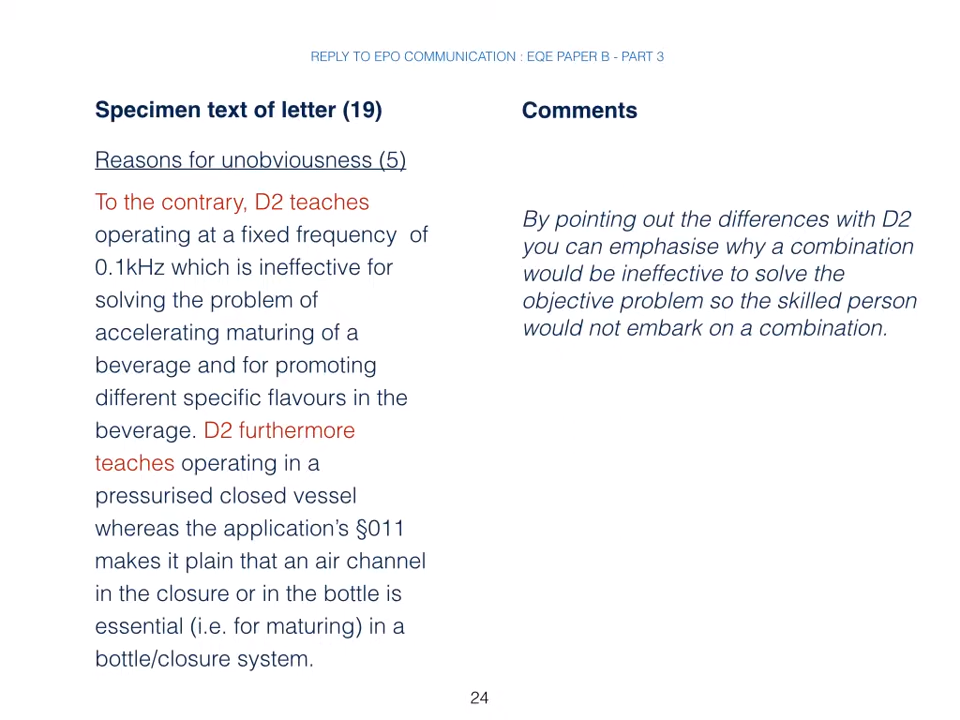 REPLY TO EPO COMMUNICATION : EQE PAPER B - PART 3
Specimen text of letter (19)
Reasons for unobviousness (5)
To the contrary, D2 teaches
operating at a fixed frequency of
0.1kHz which is ineffective for
solving the problem of
accelerating maturing of a
beverage and for promoting
different specific flavours in the
beverage. D2 furthermore
teaches operating in a
pressurised closed vessel
whereas the application’s §011
makes it plain that an air channel
in the closure or in the bottle is
essential (i.e. for maturing) in a
bottle/closure system.
Comments
By pointing out the differences with D2
you can emphasise why a combination
would be ineffective to solve the
objective problem so the skilled person
would not embark on a combination.
24